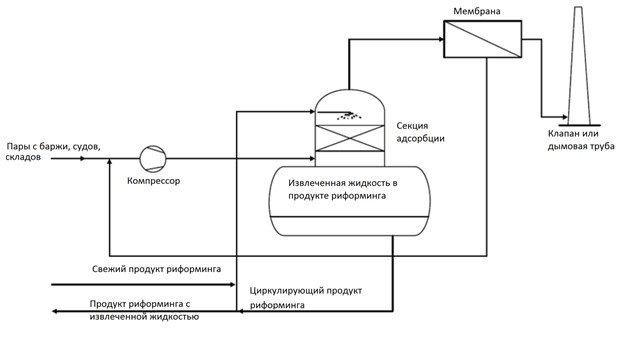 Мембрана
Клапан или
дымовая труба
Секция
адсорбции
Пары с баржи, судов,
складов
Компрессор
Извлеченная жидкость в
продукте риформинга
Свежий продукт риформинга
Циркулирующий продукт
риформинга
Продукт риформинга с
извлеченной жидкостью